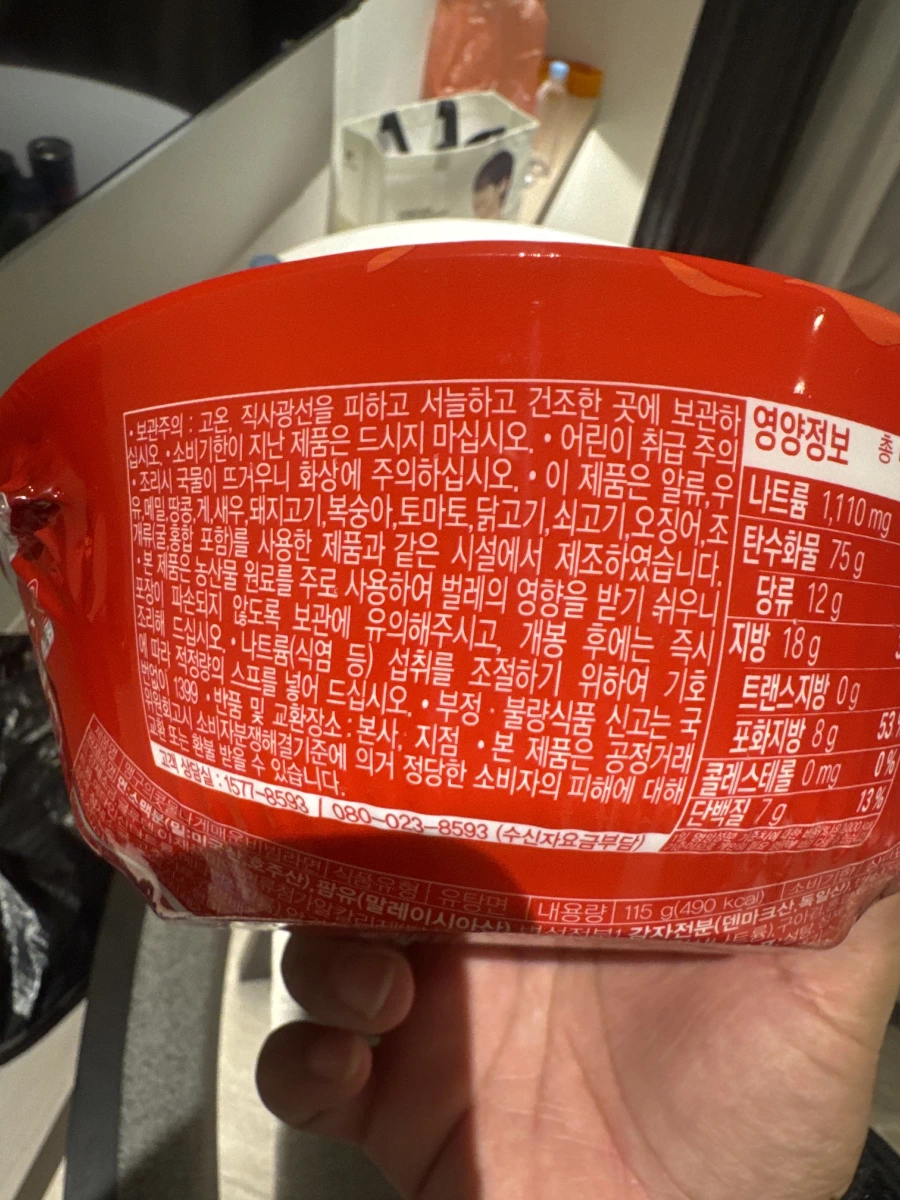 • 보관주의 : 고온 직사광선을 피하고 서늘하고 건조한 곳에 보관하
십시오. • 소비기한이 지난 제품은 드시지 마십시오. • 어린이 취급 주의
• 조리시 국물이 뜨거우니 화상에 주의하십시오. • 이 제품은 알류,우
유,메밀,땅콩,게,새우,돼지고기,복숭아,토마토,닭고기,쇠고기,오징어,조
개류(굴,홍합 포함)를 사용한 제품과 같은 시설에서 제조하였습니다.
• 본 제품은 농산물 원료를 주로 사용하여 벌레의 영향을 받기 쉬우니
포장이 파손되지 않도록 보관에 유의해주시고, 개봉 후에는 즉시
조리해 드십시오. • 나트륨(식염 등) 섭취를 조절하기 위하여 기호
에 따라 적정량의 스프를 넣어 드십시오. • 부정 · 불량식품 신고는 국
번없이 1399 • 반품 및 교환장소 : 본사, 지점 • 본 제품은 공정거래
위원회고시 소비자분쟁해결기준에 의거 정당한 소비자의 피해에 대해
교환 또는 환불 받을 수 있습니다.
고객 상담실 : 1577-8593 / 080-023-8593 (수신자요금부담)
영양정보 총
나트륨 1,110 mg
탄수화물 75 g
당류 12 g
지방 18 g
트랜스지방 0 g
포화지방 8 g 53%
콜레스테롤 0 mg 0%
단백질 7 g 13%
비빔라면 식품유형 유탕면 내용량 115 g(490 kcal) 소비기한
호주산), 팜유(말레이시아산) 변성전분, 감자전분(덴마크산, 독일산)